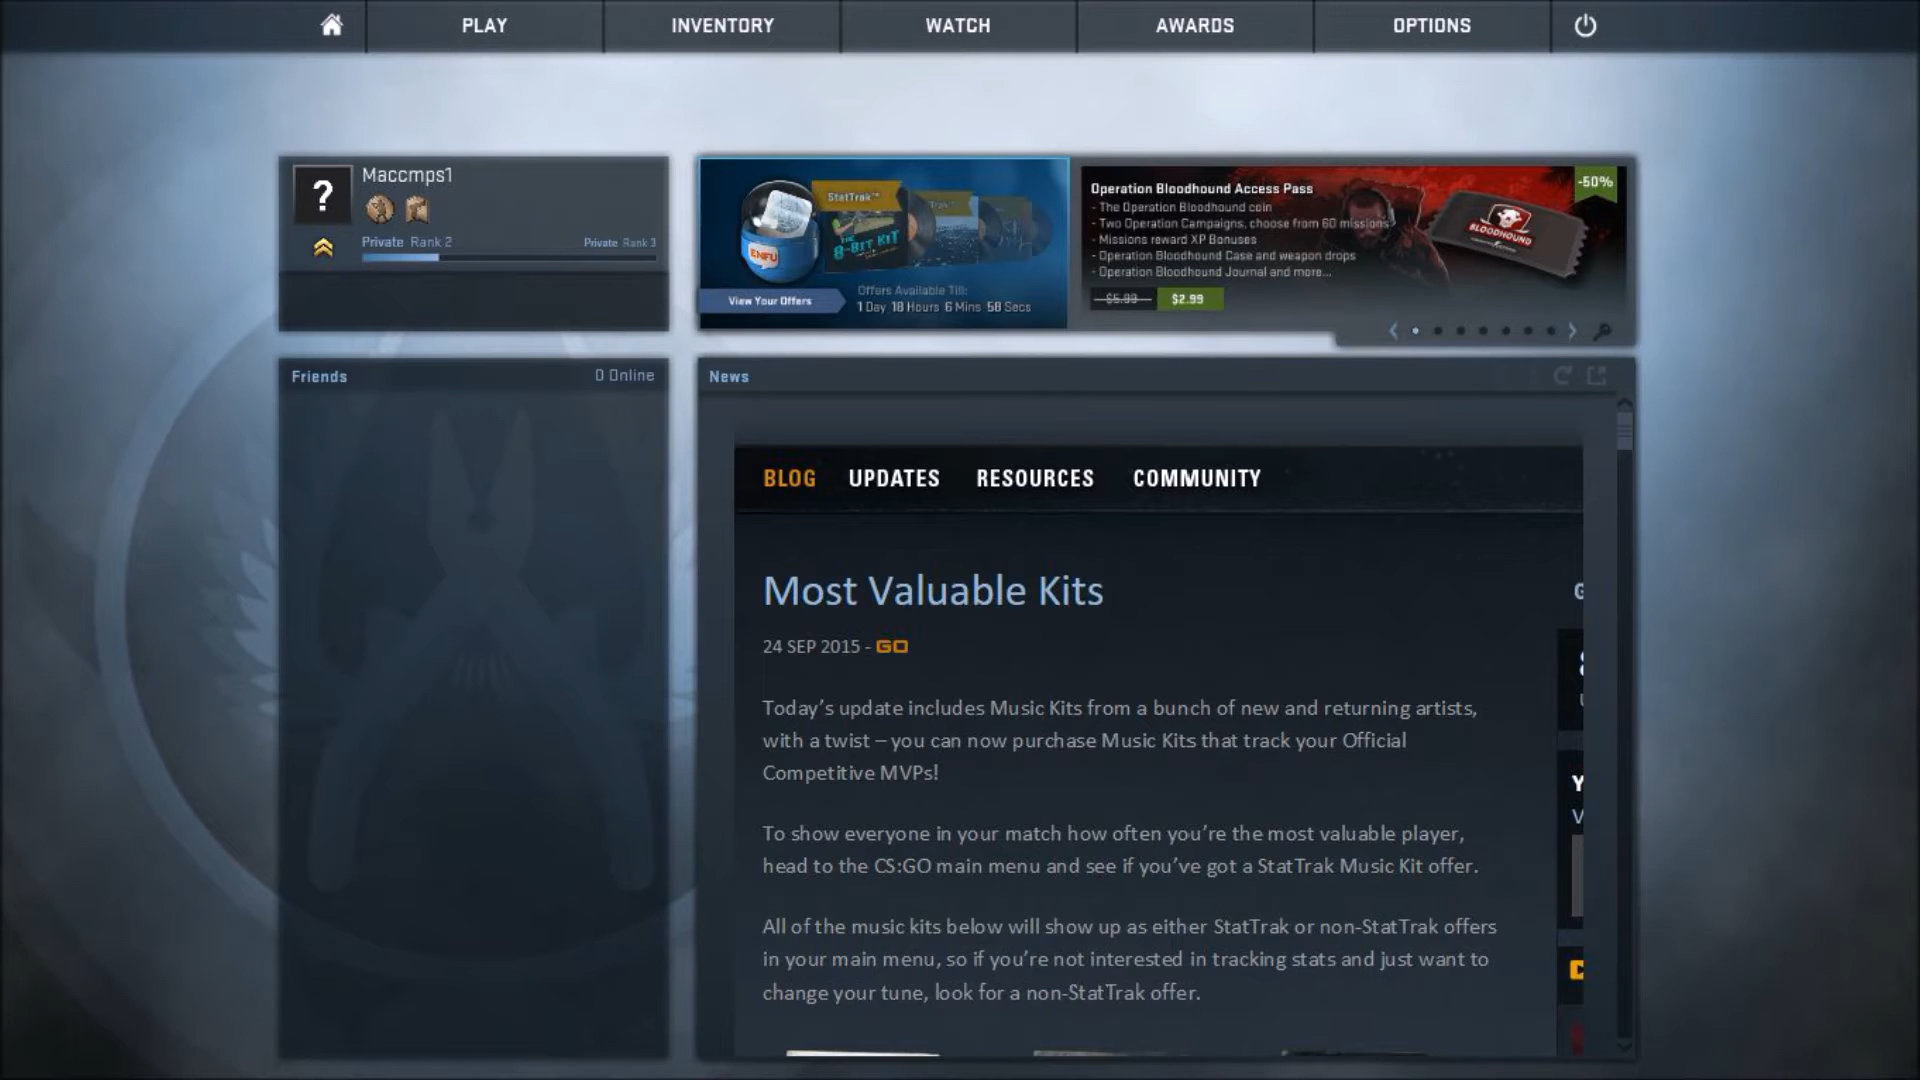 PLAY
INVENTORY
WATCH
AWARDS
OPTIONS
?
Maccmps1
Private Rank 2
Private Rank 3
StatTrak™
THE
8-BIT KIT
ENFU
View Your Offers
Offers Available Till:
1 Day 18 Hours 6 Mins 58 Secs
Operation Bloodhound Access Pass
- The Operation Bloodhound coin
- Two Operation Campaigns, choose from 60 missions
- Missions reward XP Bonuses
- Operation Bloodhound Case and weapon drops
- Operation Bloodhound Journal and more...
$5.99
$2.99
-50%
BLOODHOUND
Friends
0 Online
News
BLOG
UPDATES
RESOURCES
COMMUNITY
Most Valuable Kits
24 SEP 2015 - GO
Today’s update includes Music Kits from a bunch of new and returning artists,
with a twist – you can now purchase Music Kits that track your Official
Competitive MVPs!
To show everyone in your match how often you’re the most valuable player,
head to the CS:GO main menu and see if you’ve got a StatTrak Music Kit offer.
All of the music kits below will show up as either StatTrak or non-StatTrak offers
in your main menu, so if you’re not interested in tracking stats and just want to
change your tune, look for a non-StatTrak offer.